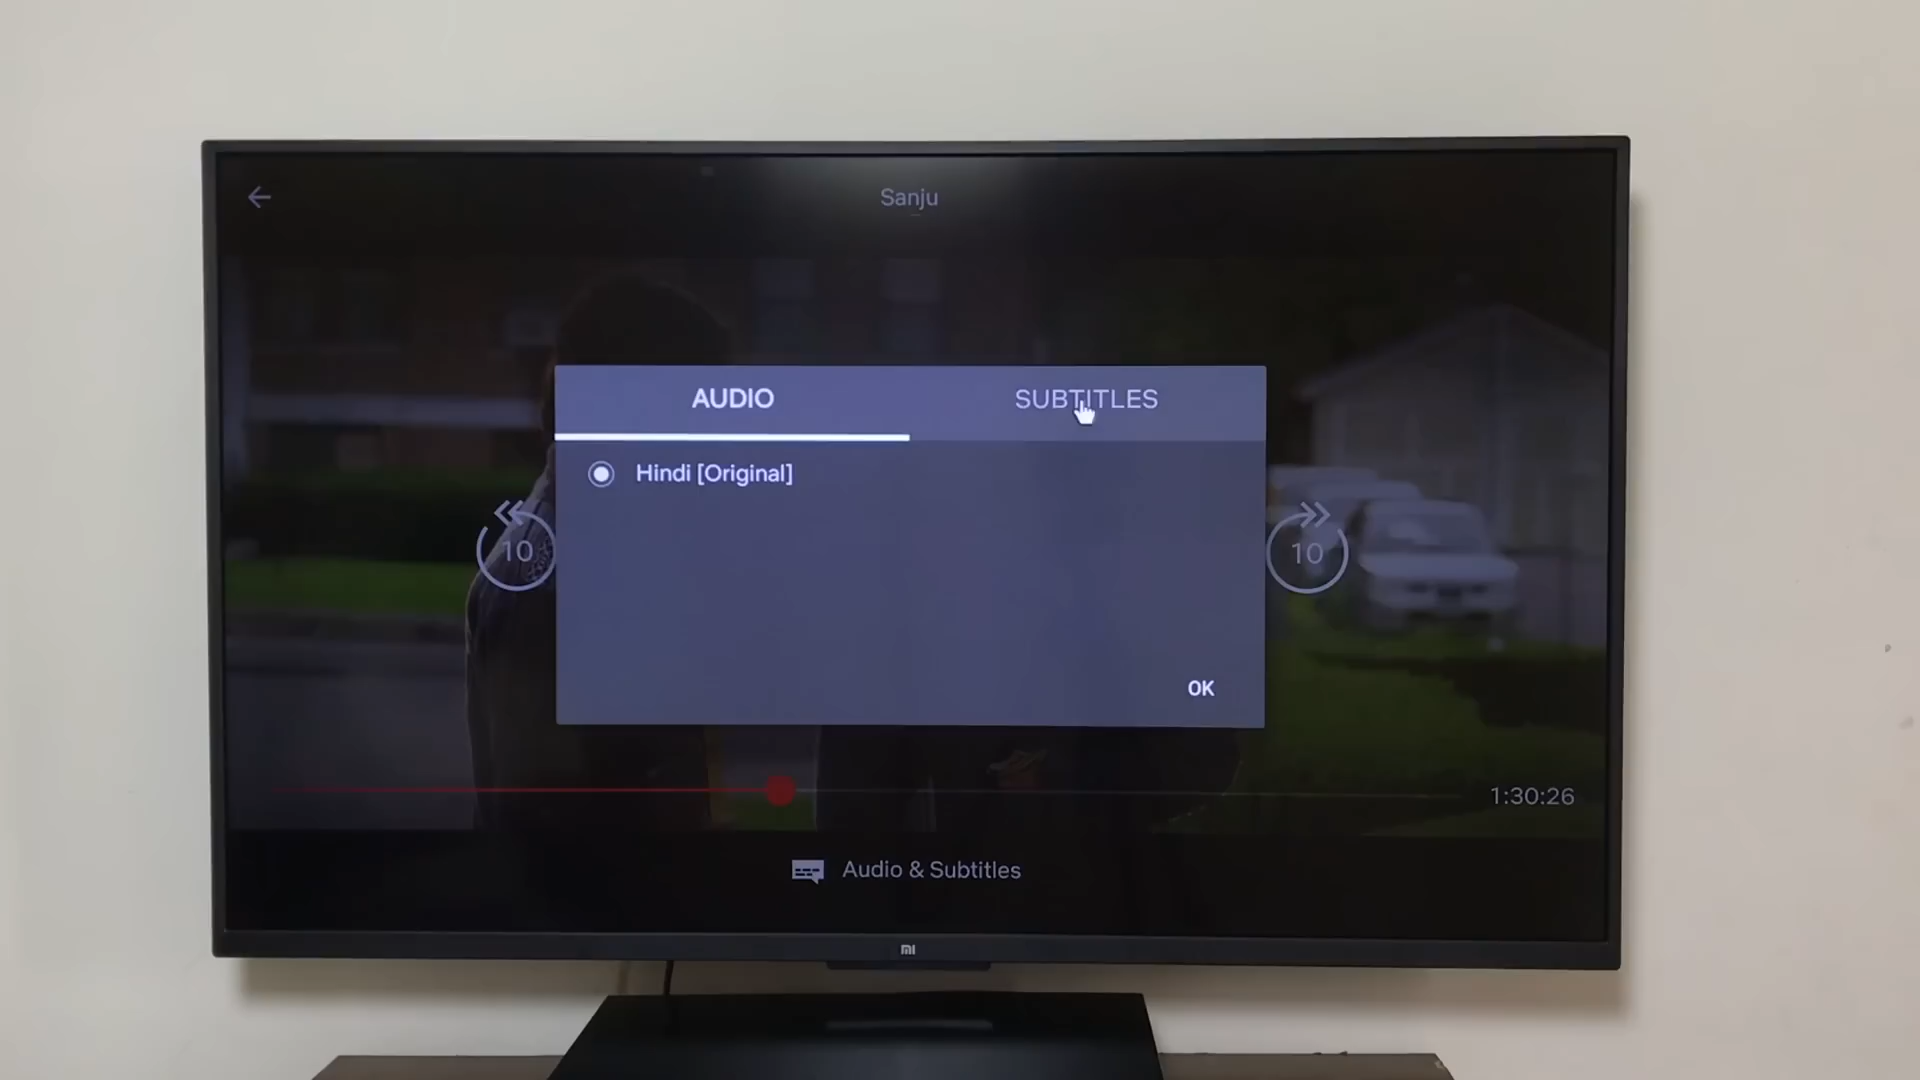 Sanju
AUDIO
SUBTITLES
Hindi [Original]
10
10
OK
1:30:26
Audio & Subtitles
mi